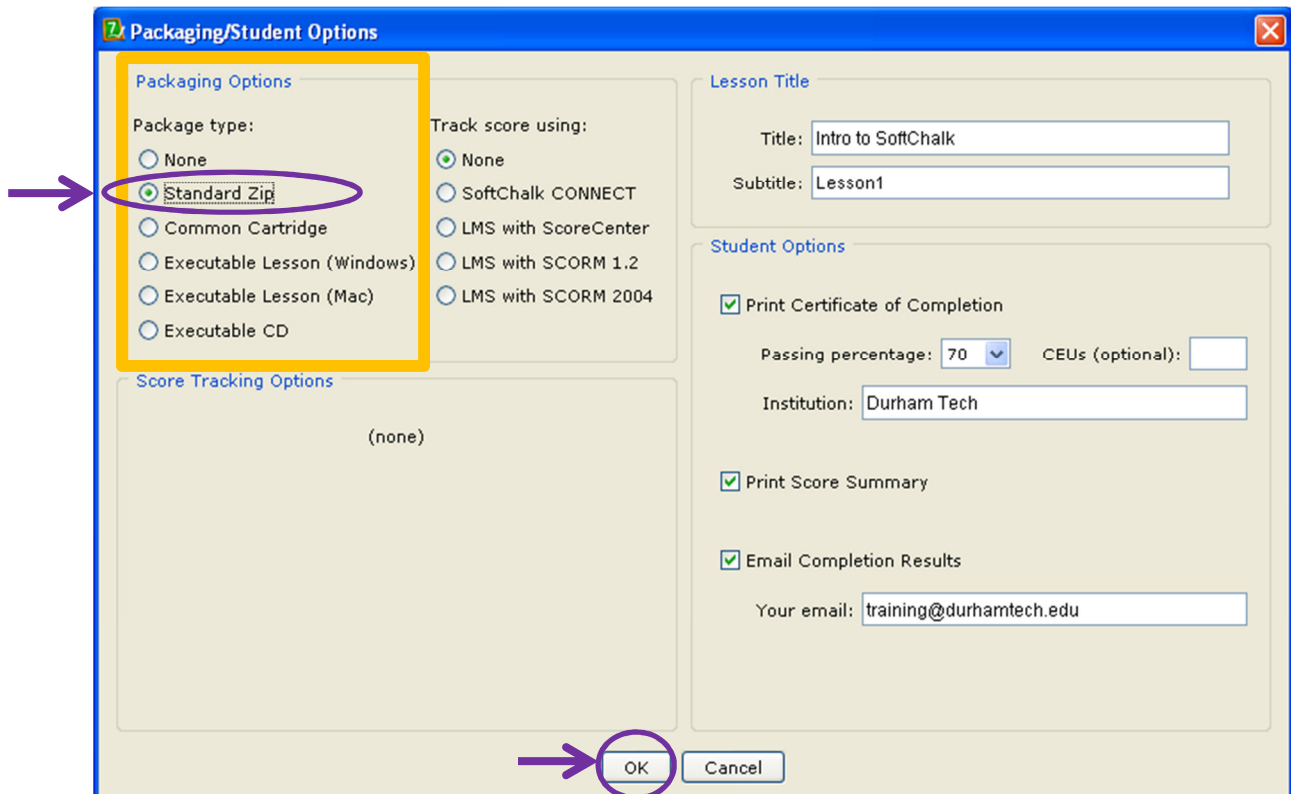 Packaging/Student Options
Packaging Options
Package type:
None
Standard Zip
Common Cartridge
Executable Lesson (Windows)
Executable Lesson (Mac)
Executable CD
Track score using:
None
SoftChalk CONNECT
LMS with ScoreCenter
LMS with SCORM 1.2
LMS with SCORM 2004
Score Tracking Options
(none)
Lesson Title
Title: Intro to SoftChalk
Subtitle: Lesson1
Student Options
Print Certificate of Completion
Passing percentage: 70 CEUs (optional):
Institution: Durham Tech
Print Score Summary
Email Completion Results
Your email: training@durhamtech.edu
OK Cancel